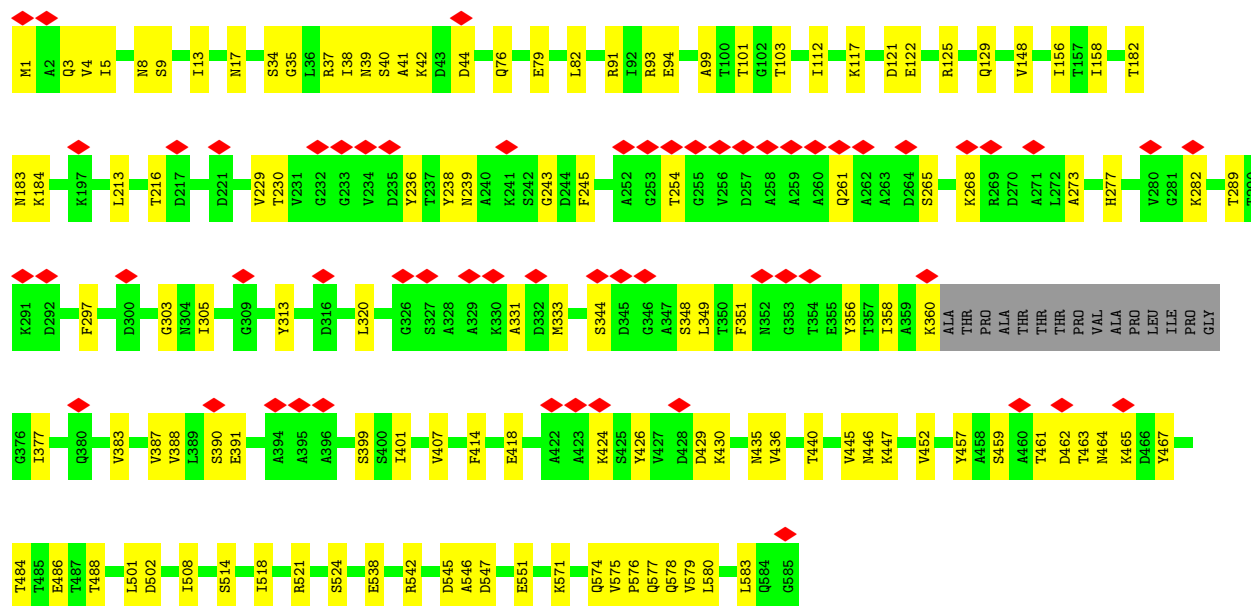 M1 A2 Q3 V4 I5 N8 S9 I13 N17 S34 G35 L36 R37 I38 N39 S40 A41 K42 D43 D44 Q76 E79 L82 R91 I92 R93 E94 A99 T100 T101 G102 T103 I112 K117 D121 E122 R125 Q129 V148 I156 T157 I158 T182
N183 K184 K197 L213 T216 D217 D221 V229 T230 V231 G232 G233 V234 D235 Y236 T237 Y238 N239 A240 K241 S242 G243 D244 F245 A252 G253 T254 G255 V256 D257 A258 A259 A260 Q261 A262 A263 D264 S265 K268 R269 D270 A271 L272 A273 H277 V280 G281 K282 T289
K291 D292 F297 D300 G303 N304 I305 G309 Y313 D316 L320 G326 S327 A328 A329 K330 A331 D332 M333 S344 D345 G346 A347 S348 L349 T350 F351 N352 G353 T354 E355 Y356 T357 I358 A359 K360 ALA THR PRO ALA THR THR THR PRO VAL ALA PRO LEU ILE PRO GLY
G376 I377 Q380 V383 V387 V388 L389 S390 E391 A394 A395 A396 S399 S400 I401 V407 F414 E418 A422 A423 K424 S425 Y426 V427 D428 D429 K430 N435 V436 T440 V445 N446 K447 V452 Y457 A458 S459 A460 T461 D462 T463 N464 K465 D466 Y467
T484 T485 E486 T487 T488 L501 D502 I508 S514 I518 R521 S524 E538 R542 D545 A546 D547 E551 K571 Q574 V575 P576 Q577 Q578 V579 L580 L583 Q584 G585